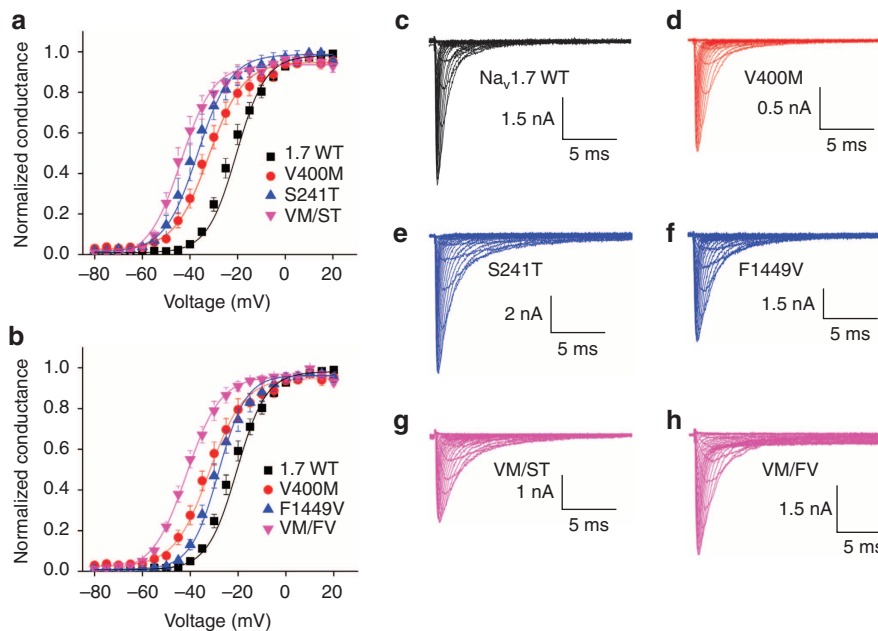 a
Normalized conductance
1.0
0.8
0.6
0.4
0.2
0.0
1.7 WT
V400M
S241T
VM/ST
–80 –60 –40 –20 0 20
Voltage (mV)
b
Normalized conductance
1.0
0.8
0.6
0.4
0.2
0.0
1.7 WT
V400M
F1449V
VM/FV
–80 –60 –40 –20 0 20
Voltage (mV)
c
Nav1.7 WT
1.5 nA
5 ms
d
V400M
0.5 nA
5 ms
e
S241T
2 nA
5 ms
f
F1449V
1.5 nA
5 ms
g
VM/ST
1 nA
5 ms
h
VM/FV
1.5 nA
5 ms